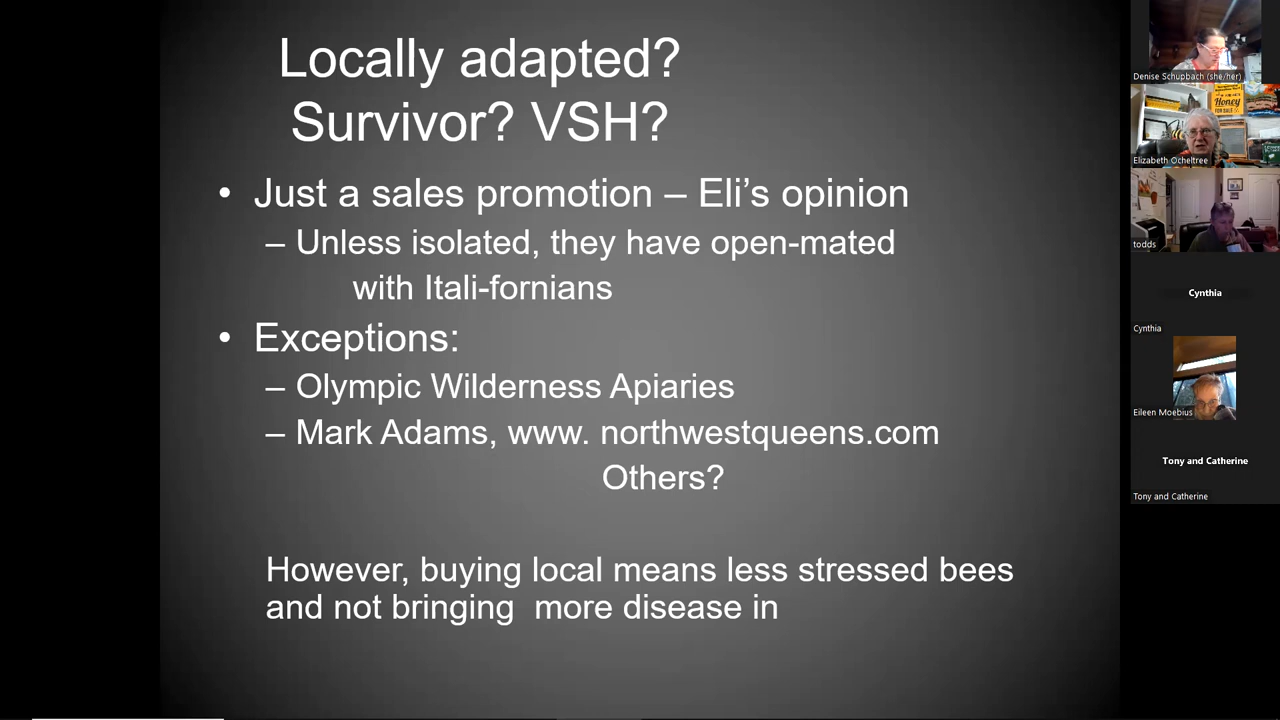 Locally adapted?
Survivor? VSH?
• Just a sales promotion – Eli’s opinion
– Unless isolated, they have open-mated
with Itali-fornians
• Exceptions:
– Olympic Wilderness Apiaries
– Mark Adams, www. northwestqueens.com
Others?
However, buying local means less stressed bees
and not bringing  more disease in
Denise Schupbach (she/her)
Honey
Elizabeth Ocheltree
todds
Cynthia
Cynthia
Eileen Moebius
Tony and Catherine
Tony and Catherine